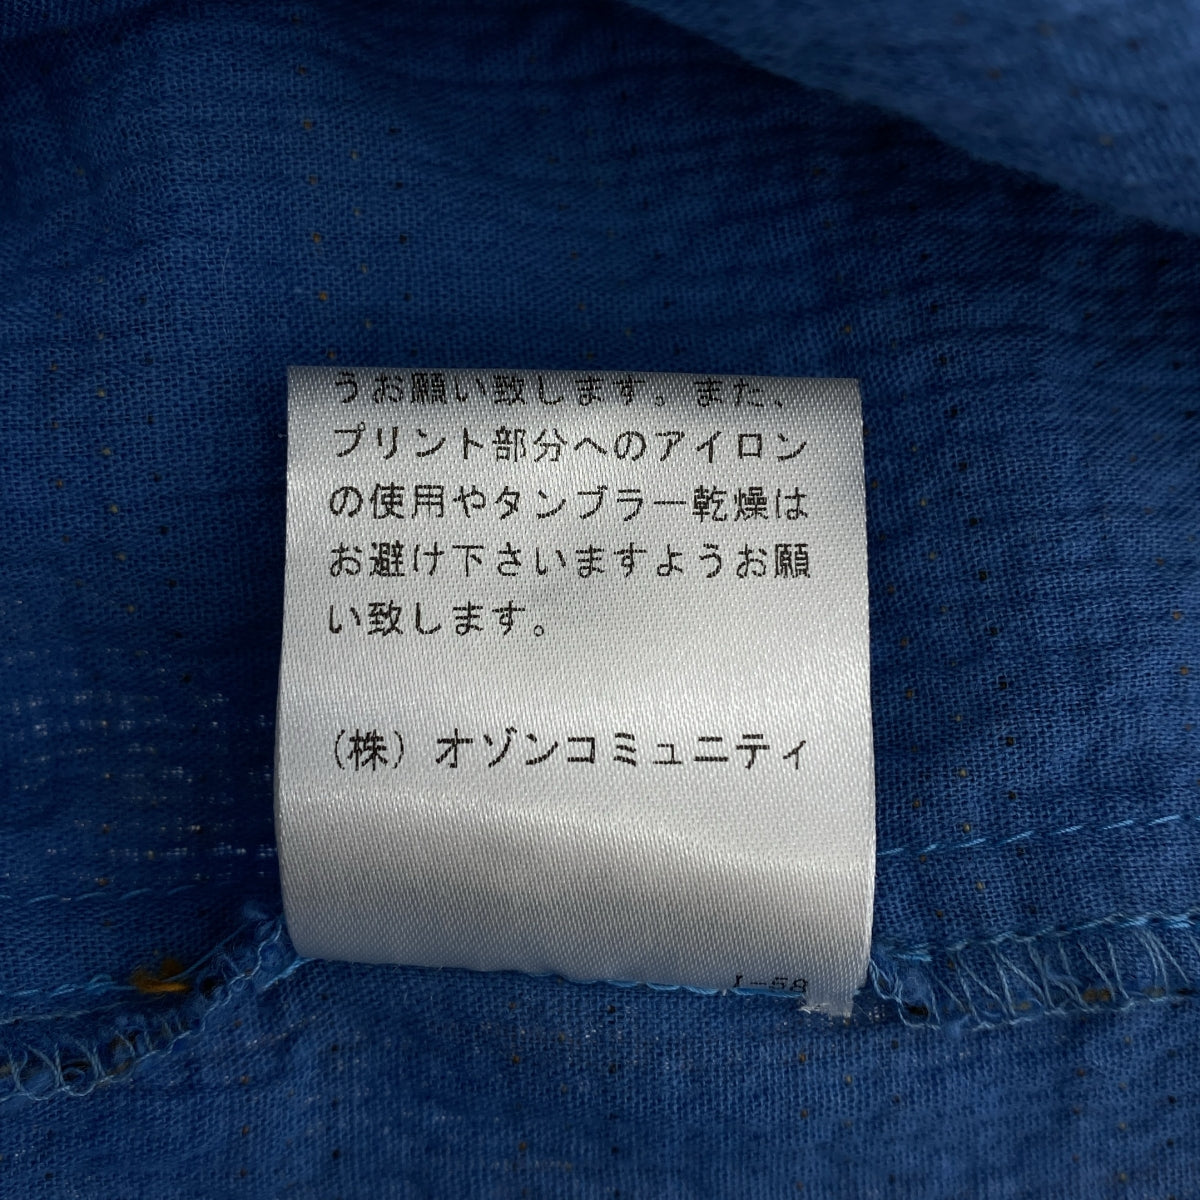 うお願い致します。また、
プリント部分へのアイロン
の使用やタンブラー乾燥は
お避け下さいますようお願
い致します。
(株) オゾンコミュニティ